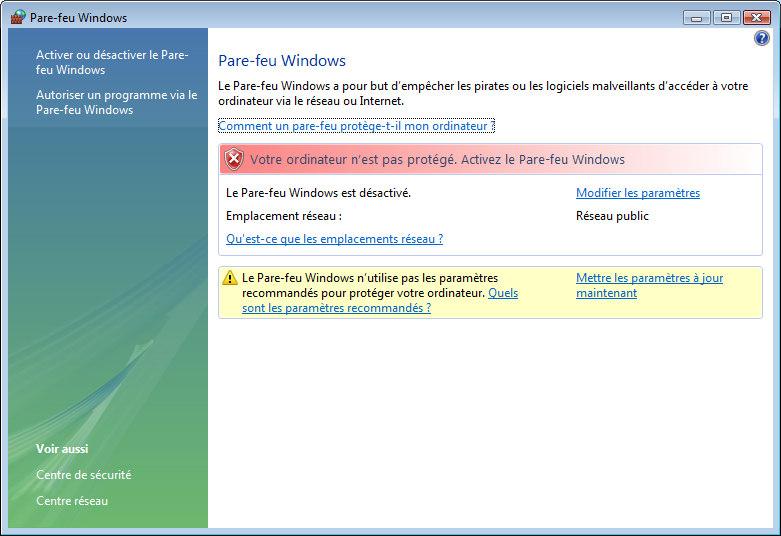 Pare-feu Windows
Activer ou désactiver le Pare-
feu Windows
Autoriser un programme via le
Pare-feu Windows
Voir aussi
Centre de sécurité
Centre réseau
Pare-feu Windows
Le Pare-feu Windows a pour but d'empêcher les pirates ou les logiciels malveillants d'accéder à votre
ordinateur via le réseau ou Internet.
Comment un pare-feu protège-t-il mon ordinateur ?
Votre ordinateur n'est pas protégé. Activez le Pare-feu Windows
Le Pare-feu Windows est désactivé. Modifier les paramètres
Emplacement réseau : Réseau public
Qu'est-ce que les emplacements réseau ?
Le Pare-feu Windows n'utilise pas les paramètres
recommandés pour protéger votre ordinateur. Quels
sont les paramètres recommandés ?
Mettre les paramètres à jour
maintenant